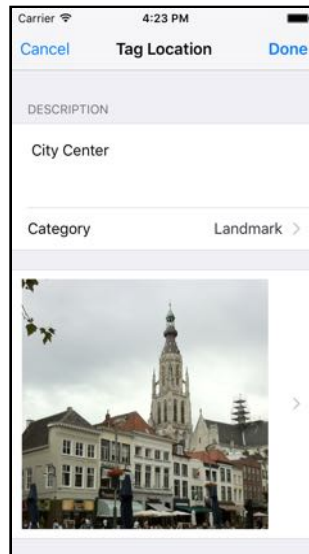 Carrier 4:23 PM
Cancel Tag Location Done
DESCRIPTION
City Center
Category Landmark